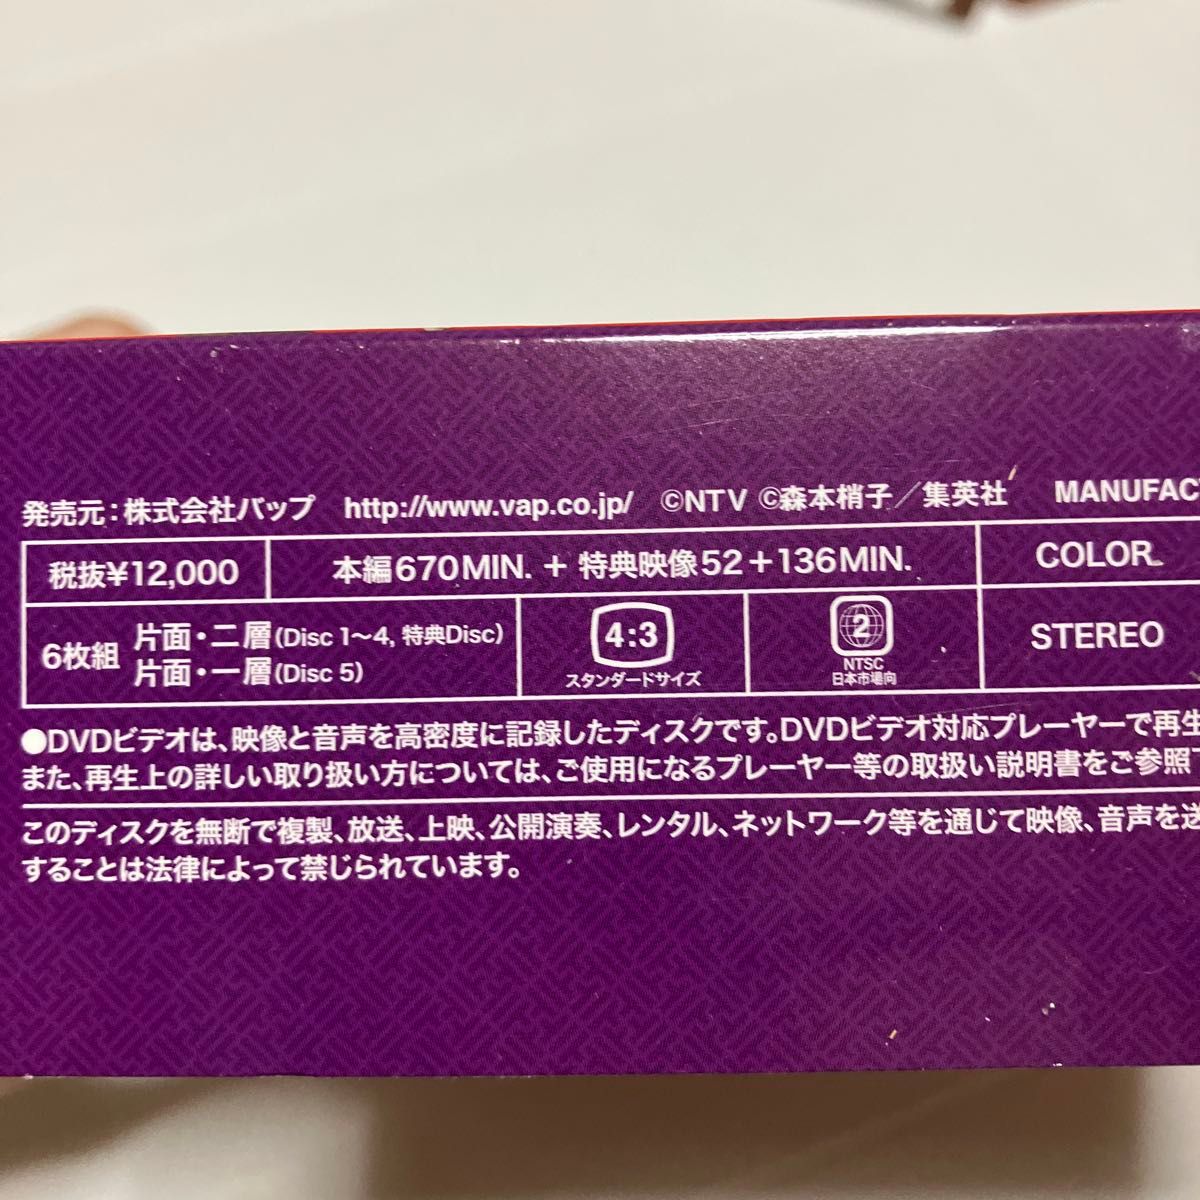 発売元:株式会社バップ http://www.vap.co.jp/ ©NTV ©森本梢子/集英社 MANUFAC
税抜¥12,000 本編670MIN. + 特典映像52+136MIN. COLOR
6枚組 片面・二層(Disc 1〜4, 特典Disc)
片面・一層(Disc 5)
4:3
スタンダードサイズ
2
NTSC
日本市場向
STEREO
●DVDビデオは、映像と音声を高密度に記録したディスクです。DVDビデオ対応プレーヤーで再生
また、再生上の詳しい取り扱い方については、ご使用になるプレーヤー等の取扱い説明書をご参照
このディスクを無断で複製、放送、上映、公開演奏、レンタル、ネットワーク等を通じて映像、音声を送
することは法律によって禁じられています。